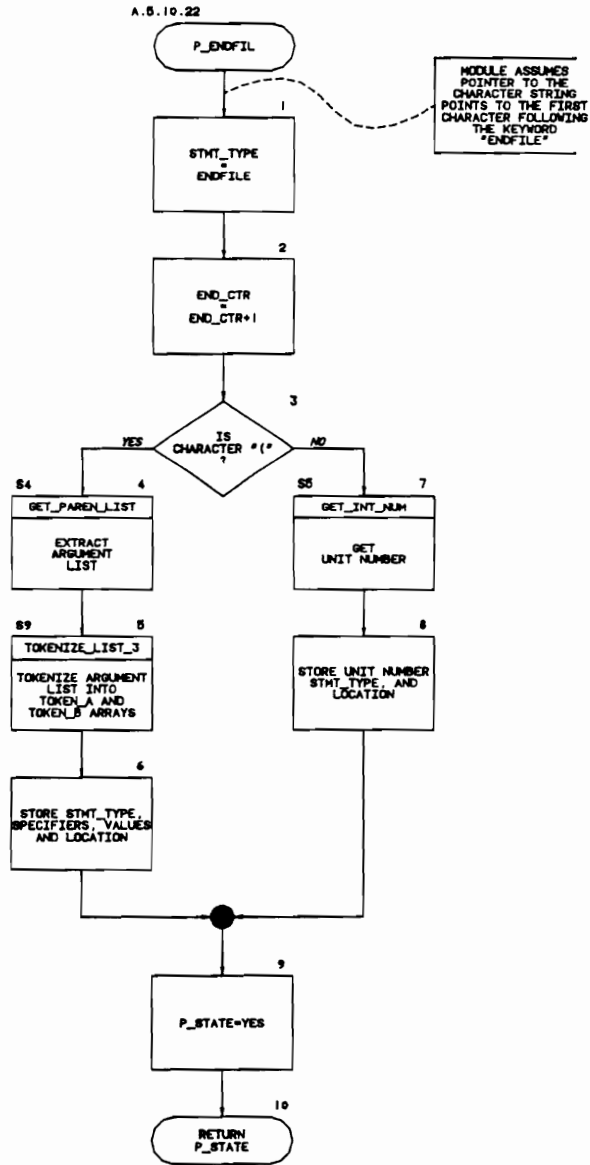 A.5.10.22
P_ENDFIL
MODULE ASSUMES
POINTER TO THE
CHARACTER STRING
POINTS TO THE FIRST
CHARACTER FOLLOWING
THE KEYWORD
"ENDFILE"
1
STMT_TYPE
=
ENDFILE
2
END_CTR
=
END_CTR+1
3
IS
CHARACTER "("
?
YES
NO
S4
4
GET_PAREN_LIST
EXTRACT
ARGUMENT
LIST
S5
7
GET_INT_NUM
GET
UNIT NUMBER
S9
5
TOKENIZE_LIST_3
TOKENIZE ARGUMENT
LIST INTO
TOKEN_A AND
TOKEN_B ARRAYS
8
STORE UNIT NUMBER
STMT_TYPE, AND
LOCATION
6
STORE STMT_TYPE,
SPECIFIERS, VALUES
AND LOCATION
9
P_STATE=YES
10
RETURN
P_STATE